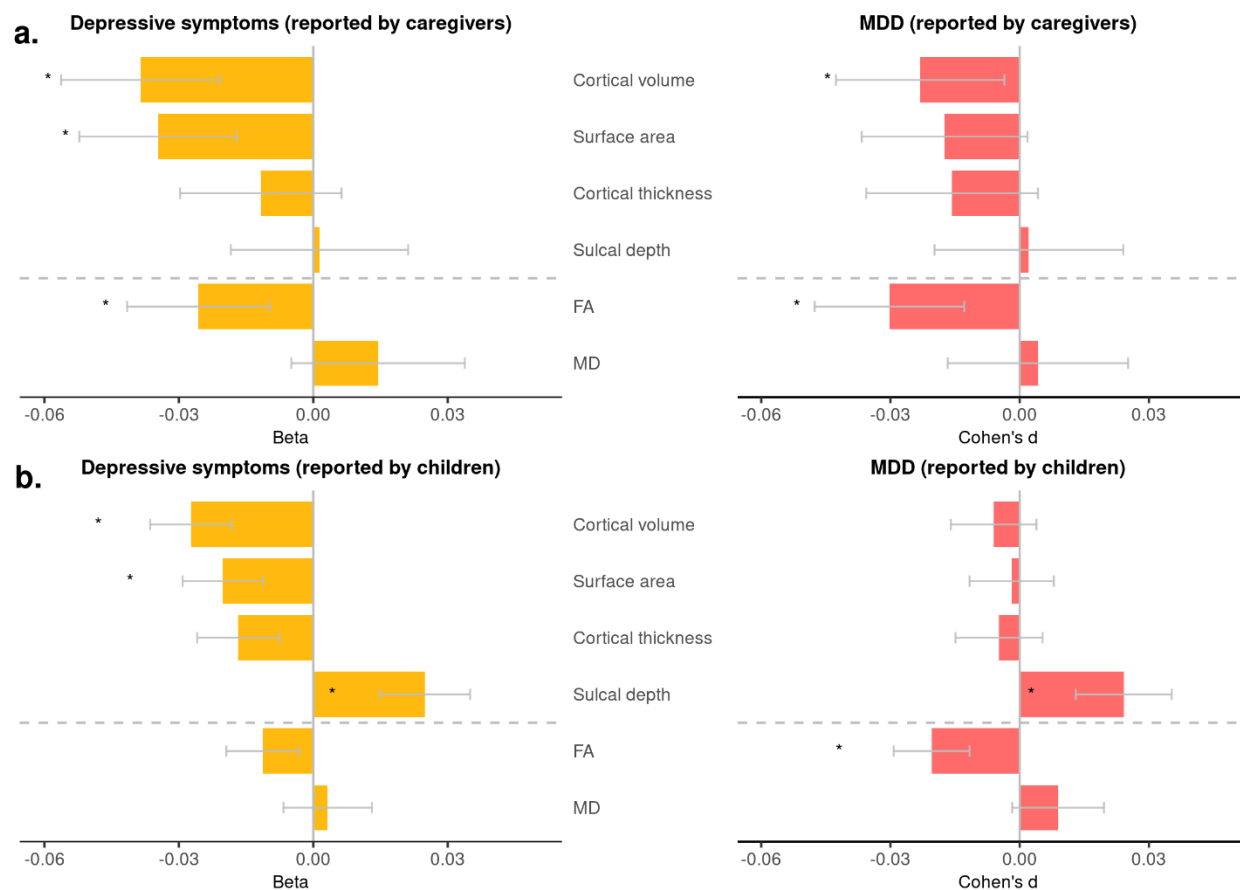 a.
Depressive symptoms (reported by caregivers)
MDD (reported by caregivers)
* Cortical volume *
* Surface area
Cortical thickness
Sulcal depth
* FA *
MD
-0.06 -0.03 0.00 0.03
-0.06 -0.03 0.00 0.03
Beta
Cohen's d
b.
Depressive symptoms (reported by children)
MDD (reported by children)
* Cortical volume
* Surface area
Cortical thickness
* Sulcal depth *
FA *
MD
-0.06 -0.03 0.00 0.03
-0.06 -0.03 0.00 0.03
Beta
Cohen's d